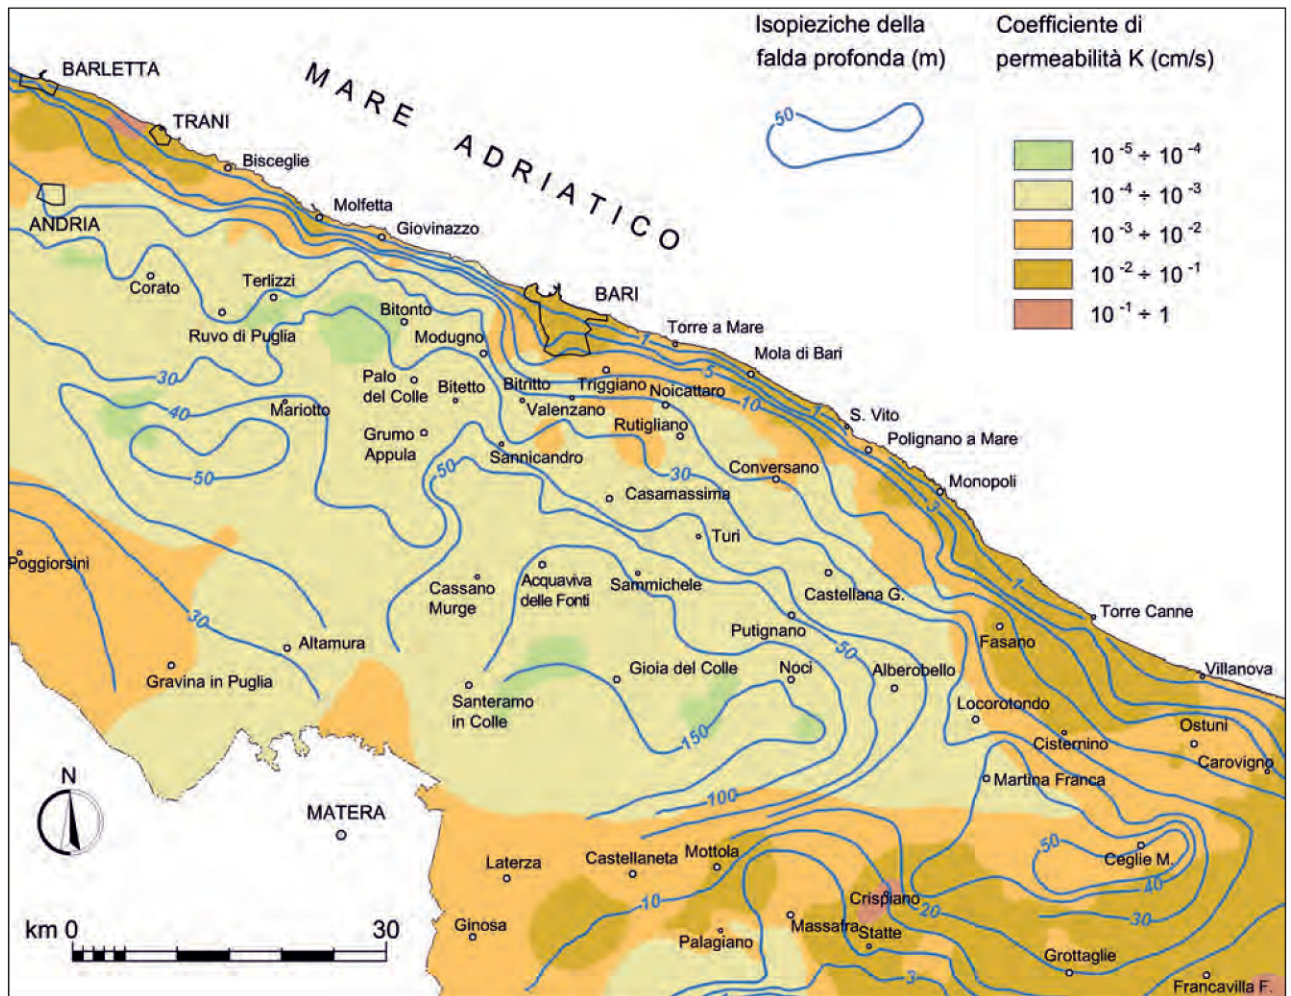 Isopieziche della
falda profonda (m)
50
Coefficiente di
permeabilità K (cm/s)
10⁻⁵ ÷ 10⁻⁴
10⁻⁴ ÷ 10⁻³
10⁻³ ÷ 10⁻²
10⁻² ÷ 10⁻¹
10⁻¹ ÷ 1
MARE ADRIATICO
BARLETTA
TRANI
Bisceglie
ANDRIA
Molfetta
Giovinazzo
Corato
Terlizzi
Ruvo di Puglia
Bitonto
Modugno
BARI
Torre a Mare
Mola di Bari
1
5
10
1
Palo
del Colle
Bitetto
Bitritto
Triggiano
Valenzano
Noicattaro
Rutigliano
S. Vito
Polignano a Mare
30
40
Mariotto
Grumo
Appula
50
50
Sannicandro
30
Conversano
Casamassima
Monopoli
3
Turi
Poggiorsini
Cassano
Murge
Acquaviva
delle Fonti
Sammichele
Castellana G.
1
Torre Canne
30
Altamura
Putignano
50
Fasano
Gravina in Puglia
Santeramo
in Colle
Gioia del Colle
Noci
Alberobello
Villanova
150
Locorotondo
Cisternino
Ostuni
Carovigno
N
MATERA
100
Martina Franca
50
Ceglie M.
40
Laterza
Castellaneta
Mottola
10
Crispiano
20
30
Ginosa
Palagiano
Massafra
Statte
Grottaglie
3
1
Francavilla F.
km 0
30